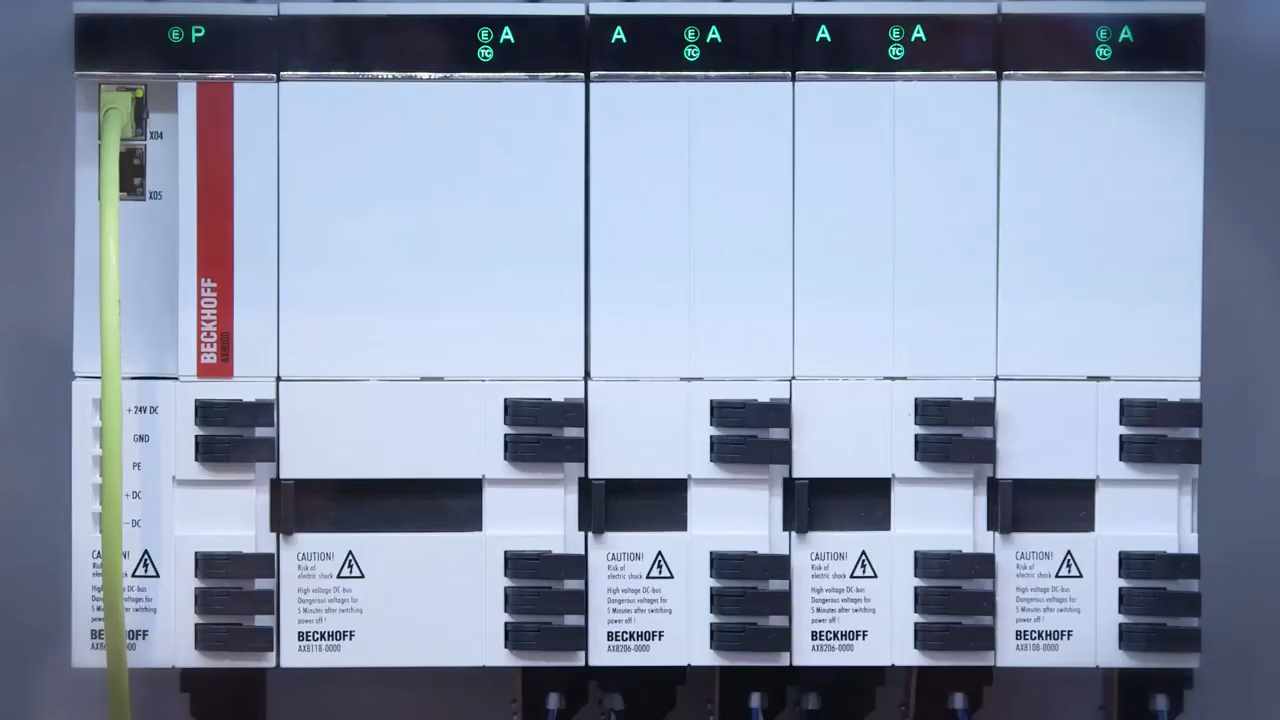 Ⓔ P
Ⓔ A
TC
A Ⓔ A
TC
A Ⓔ A
TC
Ⓔ A
TC
X04
X05
BECKHOFF
+24V DC
GND
PE
+DC
–DC
BECKHOFF
CAUTION!
Risk of
electric shock
High voltage DC-bus
Dangerous voltages for
5 Minutes after switching
power off !
BECKHOFF
AX8118-0000
CAUTION!
Risk of
electric shock
High voltage DC-bus
Dangerous voltages for
5 Minutes after switching
power off !
BECKHOFF
AX8206-0000
CAUTION!
Risk of
electric shock
High voltage DC-bus
Dangerous voltages for
5 Minutes after switching
power off !
BECKHOFF
AX8206-0000
CAUTION!
Risk of
electric shock
High voltage DC-bus
Dangerous voltages for
5 Minutes after switching
power off !
BECKHOFF
AX8108-0000